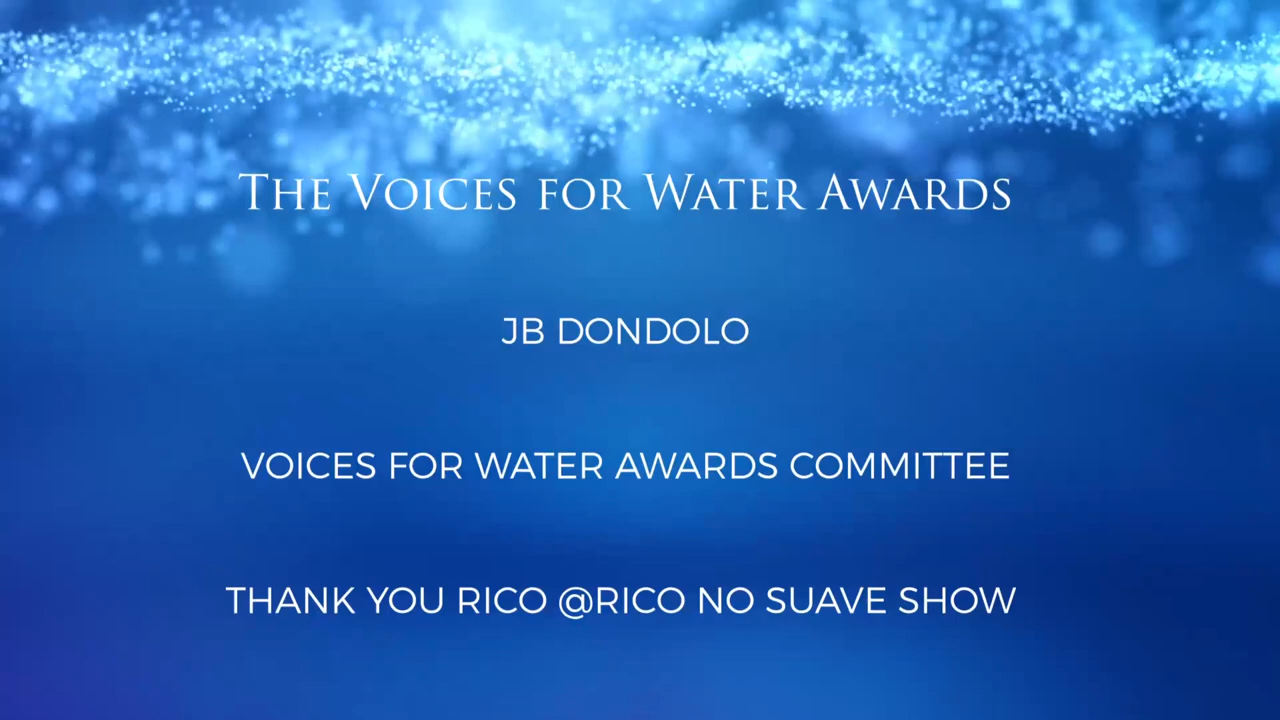 The Voices for Water Awards
JB DONDOLO
VOICES FOR WATER AWARDS COMMITTEE
THANK YOU RICO @RICO NO SUAVE SHOW